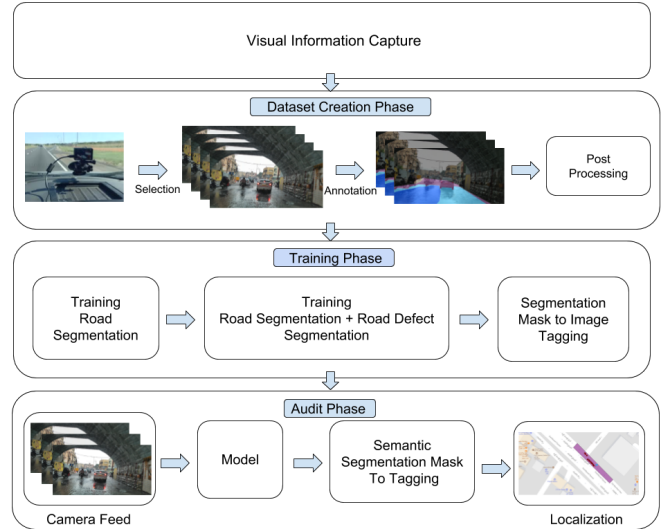 Visual Information Capture
Dataset Creation Phase
Selection
Annotation
Post
Processing
Training Phase
Training
Road
Segmentation
Training
Road Segmentation + Road Defect
Segmentation
Segmentation
Mask to Image
Tagging
Audit Phase
Camera Feed
Model
Semantic
Segmentation Mask
To Tagging
Localization